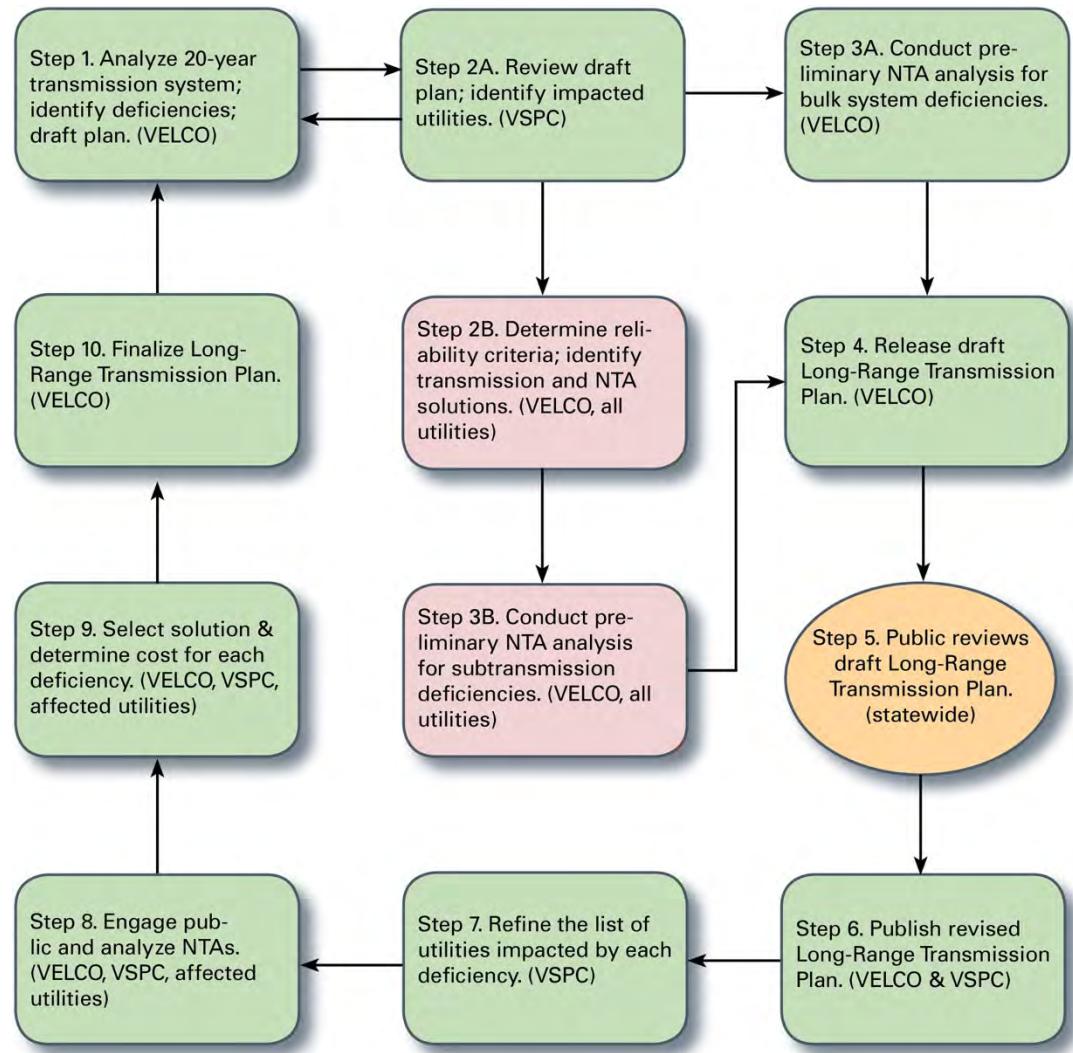 Step 1. Analyze 20-year
transmission system;
identify deficiencies;
draft plan. (VELCO)
Step 2A. Review draft
plan; identify impacted
utilities. (VSPC)
Step 3A. Conduct pre-
liminary NTA analysis for
bulk system deficiencies.
(VELCO)
Step 10. Finalize Long-
Range Transmission Plan.
(VELCO)
Step 2B. Determine reli-
ability criteria; identify
transmission and NTA
solutions. (VELCO, all
utilities)
Step 4. Release draft
Long-Range Transmission
Plan. (VELCO)
Step 9. Select solution &
determine cost for each
deficiency. (VELCO, VSPC,
affected utilities)
Step 3B. Conduct pre-
liminary NTA analysis
for subtransmission
deficiencies. (VELCO, all
utilities)
Step 5. Public reviews
draft Long-Range
Transmission Plan.
(statewide)
Step 8. Engage pub-
lic and analyze NTAs.
(VELCO, VSPC, affected
utilities)
Step 7. Refine the list of
utilities impacted by each
deficiency. (VSPC)
Step 6. Publish revised
Long-Range Transmission
Plan. (VELCO & VSPC)